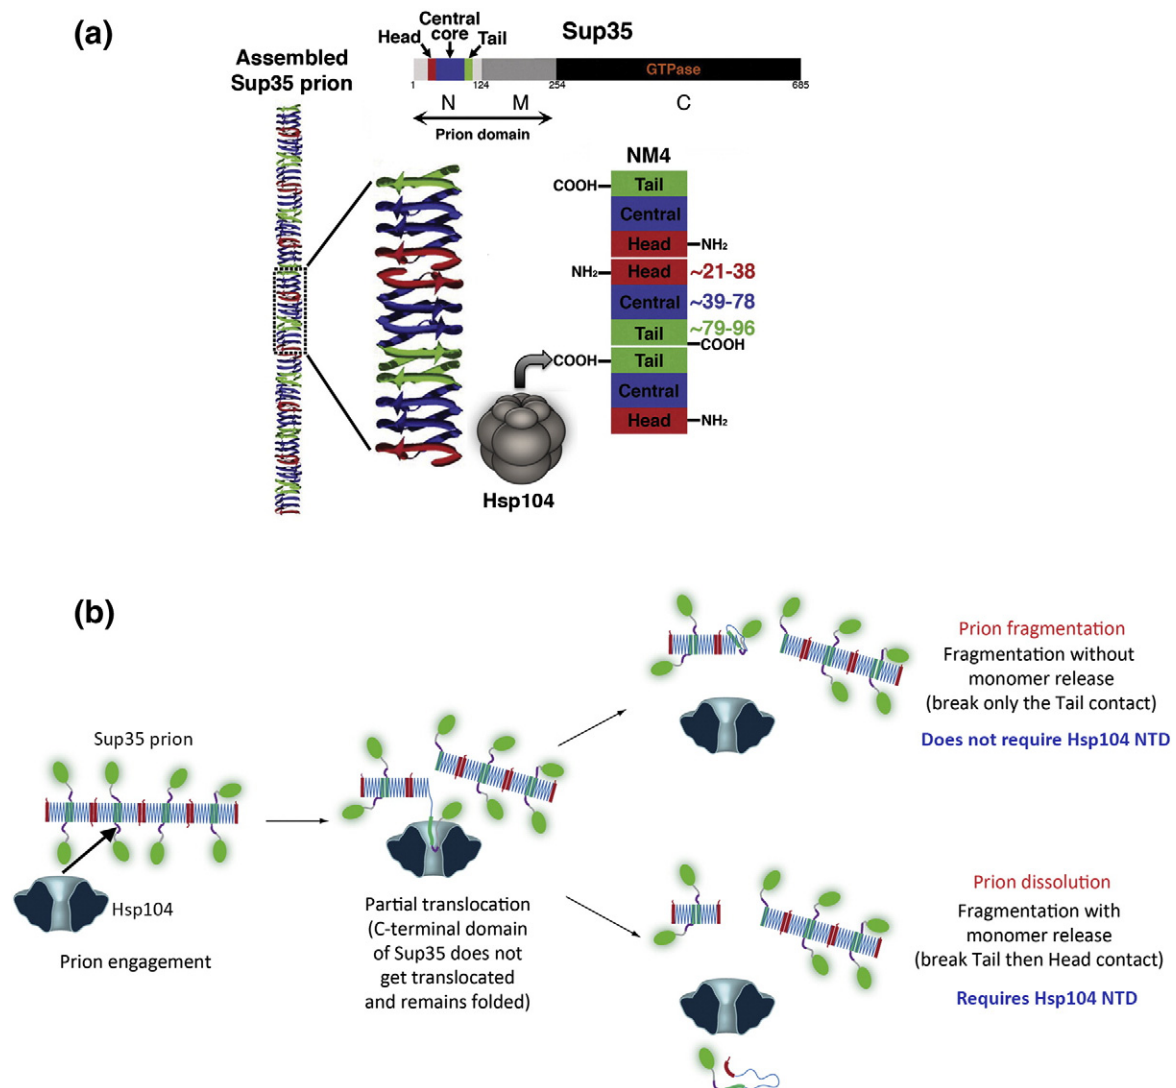 (a)
Central
core
Head
Tail
Sup35
Assembled
Sup35 prion
GTPase
1
124
254
685
N
M
C
Prion domain
NM4
COOH
Tail
Central
Head
NH2
NH2
Head
~21-38
Central
~39-78
Tail
~79-96
COOH
COOH
Tail
Central
Head
NH2
Hsp104
(b)
Sup35 prion
Hsp104
Prion engagement
Partial translocation
(C-terminal domain
of Sup35 does not
get translocated
and remains folded)
Prion fragmentation
Fragmentation without
monomer release
(break only the Tail contact)
Does not require Hsp104 NTD
Prion dissolution
Fragmentation with
monomer release
(break Tail then Head contact)
Requires Hsp104 NTD